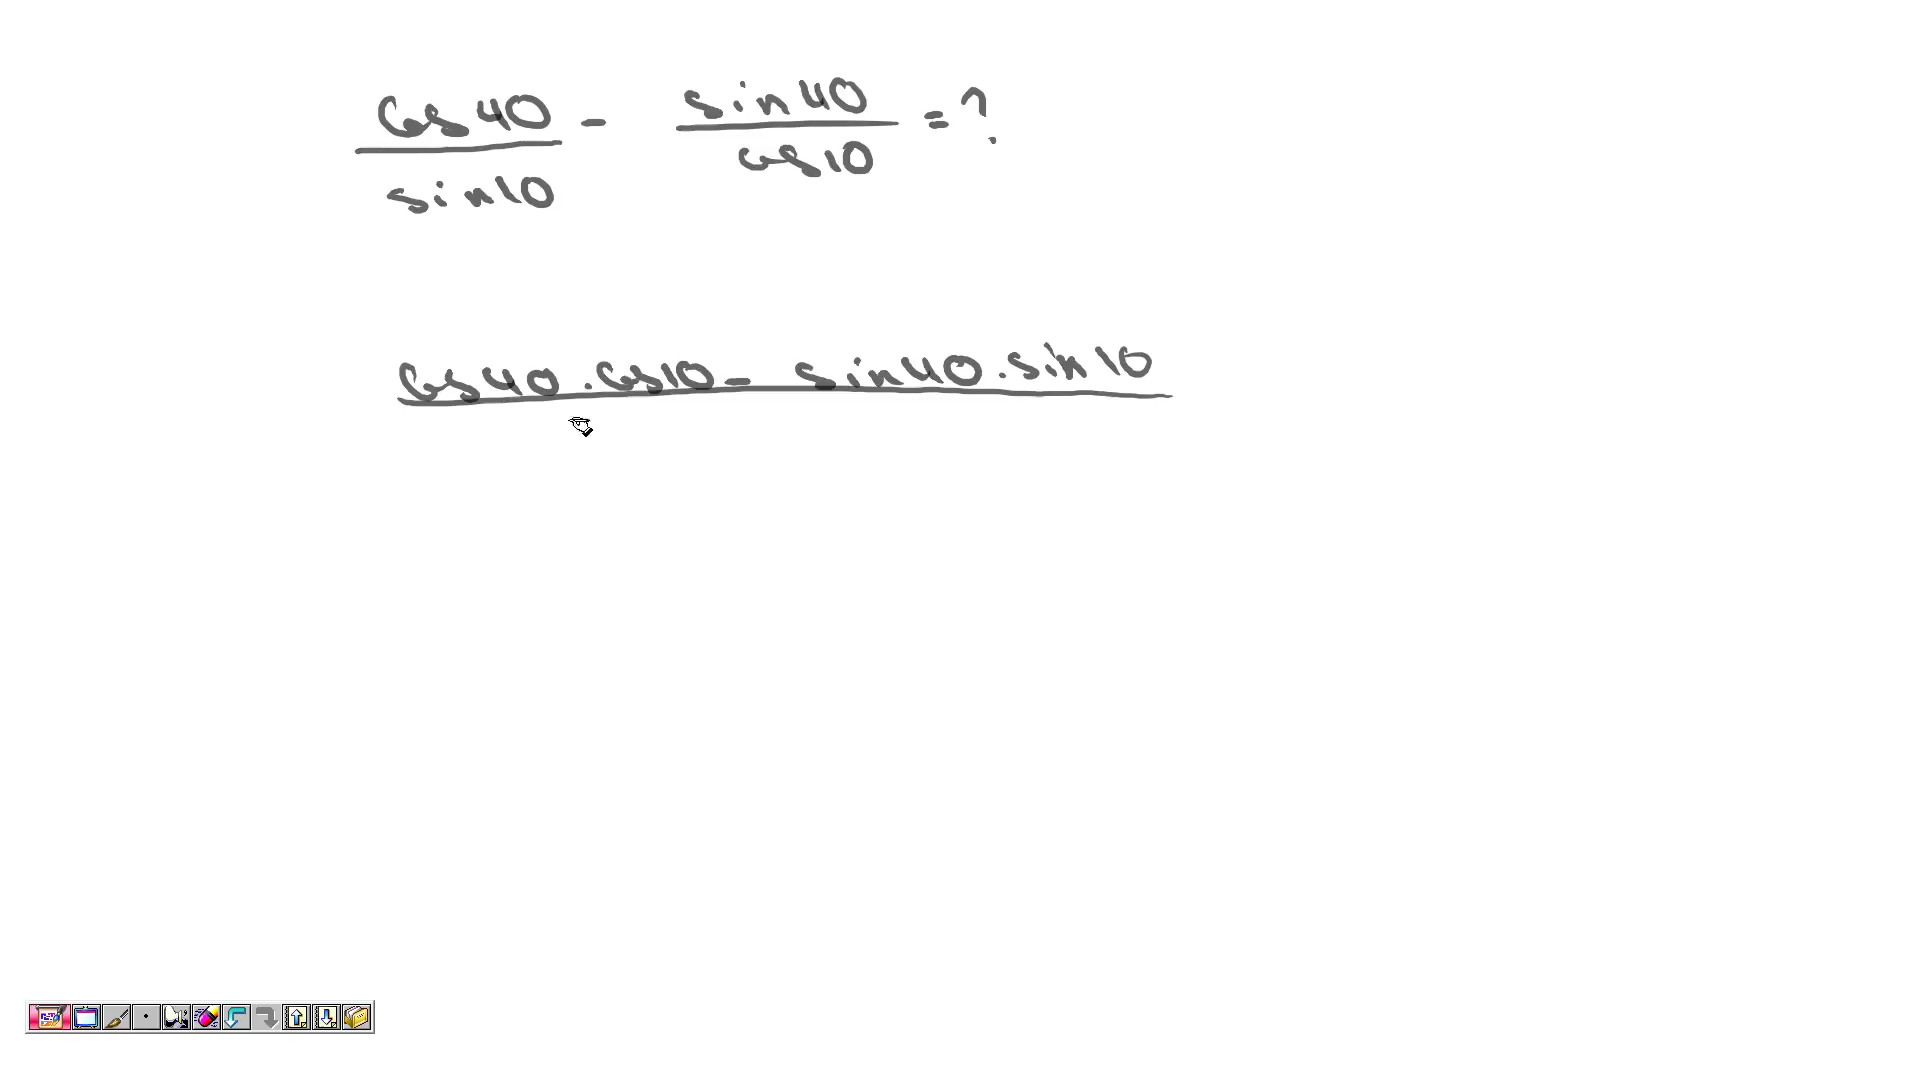 cos40/sin10 - sin40/cos10 = ?
cos40.cos10 - sin40.sin10